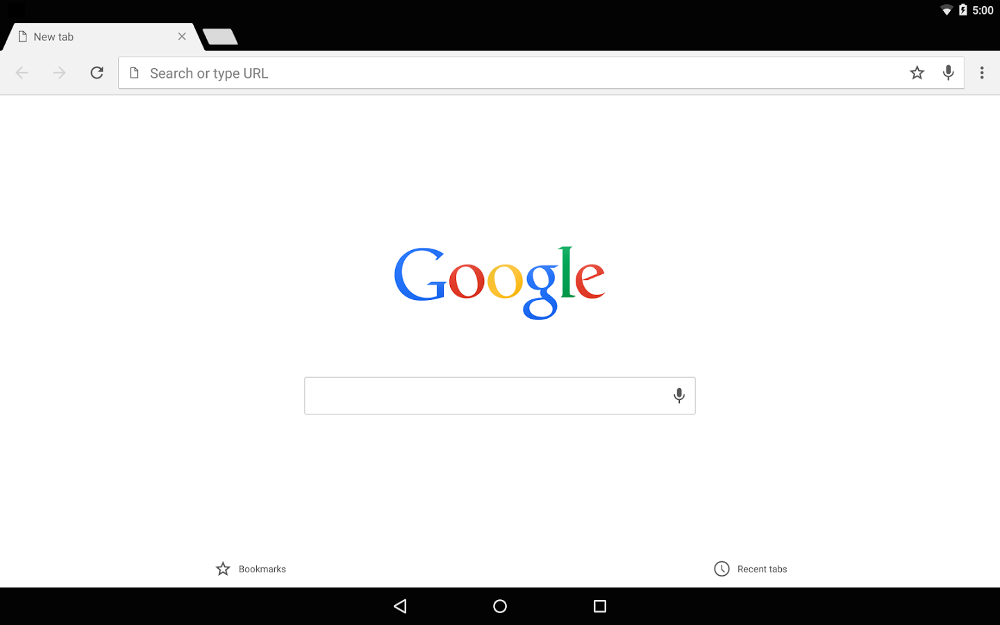 5:00
New tab
Search or type URL
Google
Bookmarks
Recent tabs